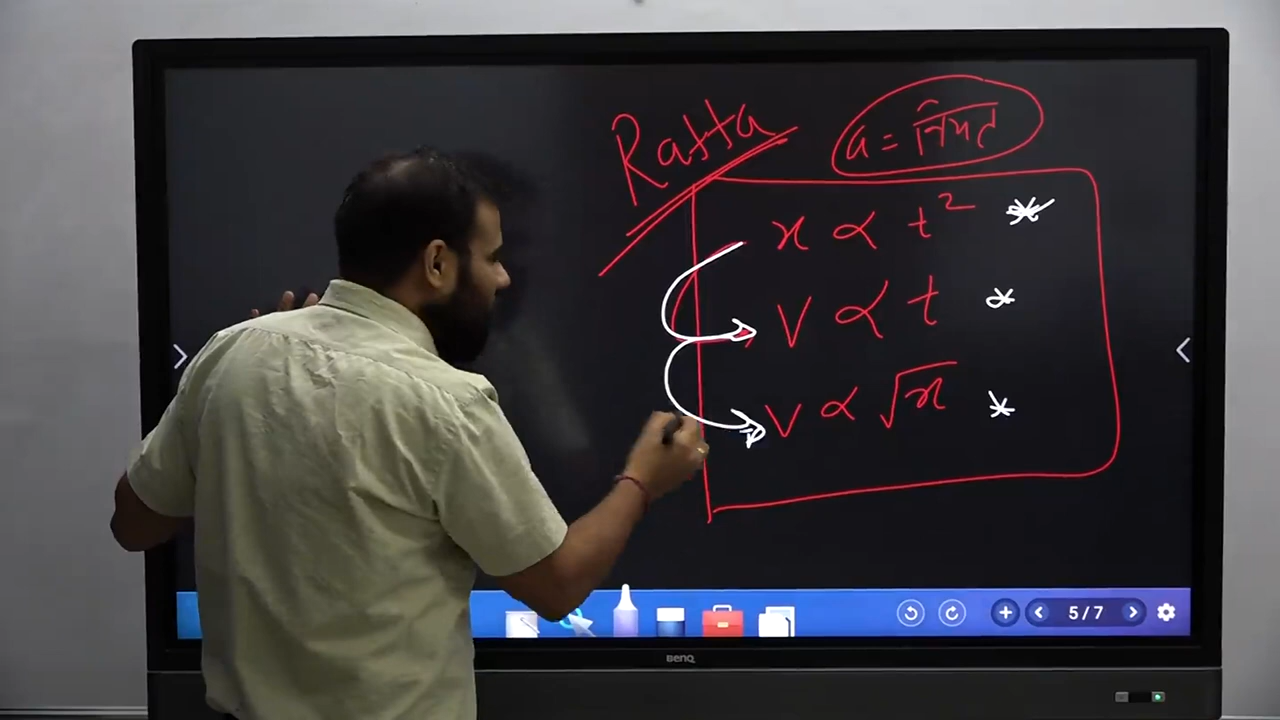 Ratta
a = नियत
x ∝ t²
v ∝ t
v ∝ √x
5/7
BenQ